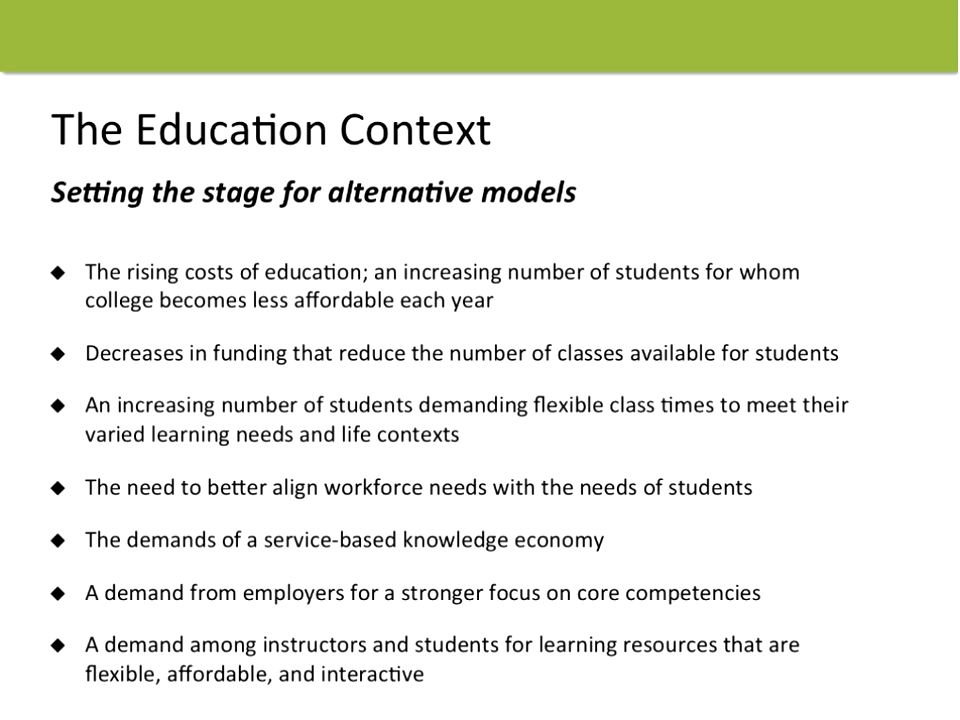 The Education Context
Setting the stage for alternative models
◆ The rising costs of education; an increasing number of students for whom
college becomes less affordable each year
◆ Decreases in funding that reduce the number of classes available for students
◆ An increasing number of students demanding flexible class times to meet their
varied learning needs and life contexts
◆ The need to better align workforce needs with the needs of students
◆ The demands of a service-based knowledge economy
◆ A demand from employers for a stronger focus on core competencies
◆ A demand among instructors and students for learning resources that are
flexible, affordable, and interactive